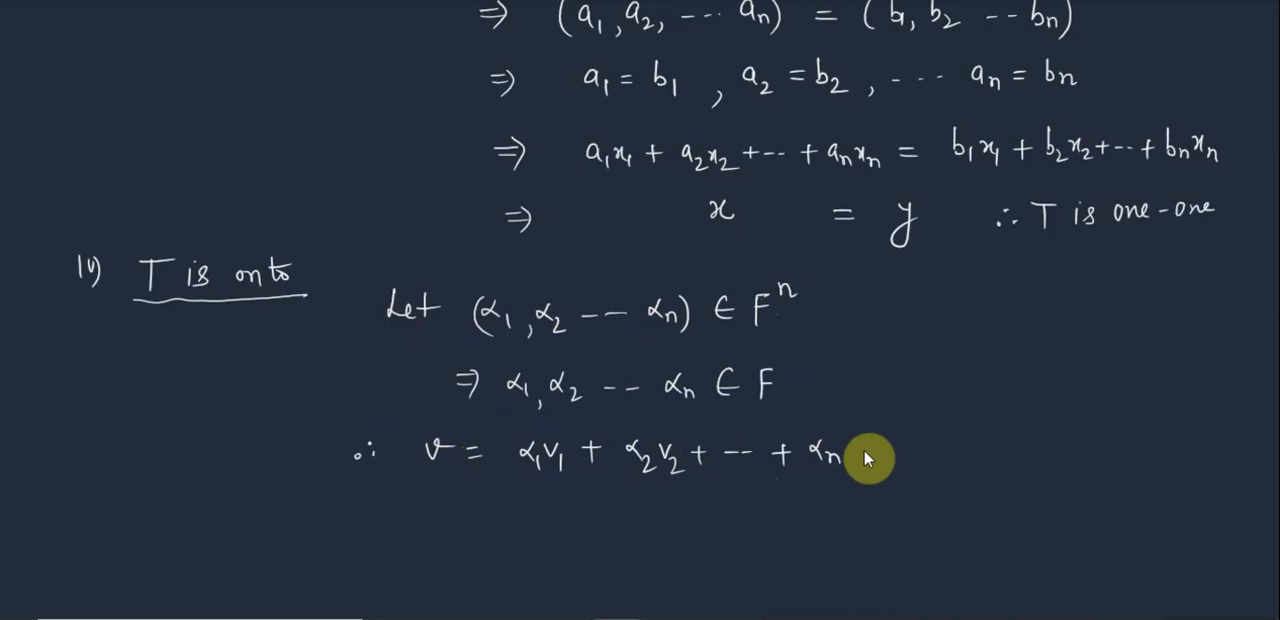 ⇒ (a₁, a₂, --- aₙ) = (b₁, b₂ -- bₙ)
⇒ a₁ = b₁ , a₂ = b₂ , --- aₙ = bₙ
⇒ a₁x₁ + a₂x₂ + -- + aₙxₙ = b₁x₁ + b₂x₂ + -- + bₙxₙ
⇒ x = y ∴ T is one-one
iv) T is onto
Let (α₁, α₂ --- αₙ) ∈ Fⁿ
⇒ α₁, α₂ -- αₙ ∈ F
∴ v = α₁v₁ + α₂v₂ + -- + αₙ